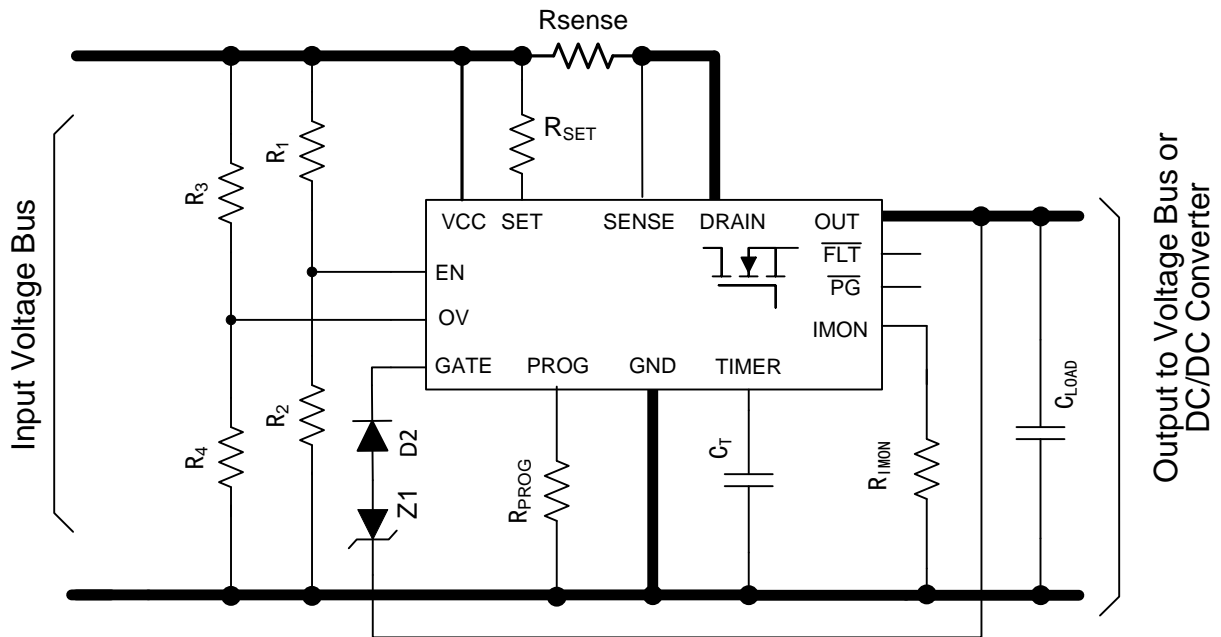 Rsense
RSET
R1
R3
VCC
SET
SENSE
DRAIN
OUT
FLT
EN
PG
OV
IMON
GATE
PROG
GND
TIMER
R2
R4
D2
Z1
RPROG
CT
RIMON
CLOAD
Input Voltage Bus
Output to Voltage Bus or
DC/DC Converter